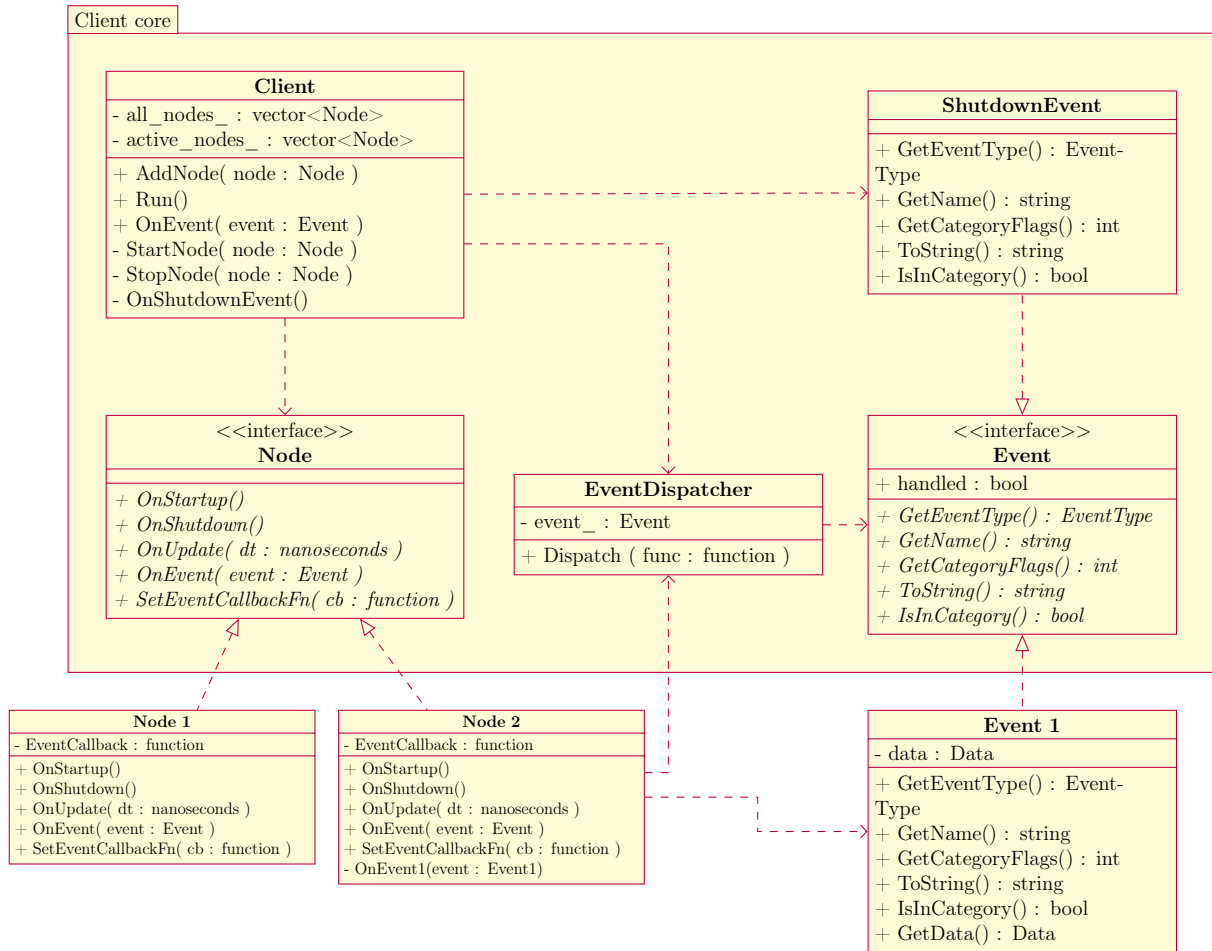 Client core
Client
- all_nodes_ : vector<Node>
- active_nodes_ : vector<Node>
+ AddNode( node : Node )
+ Run()
+ OnEvent( event : Event )
- StartNode( node : Node )
- StopNode( node : Node )
- OnShutdownEvent()
ShutdownEvent
+ GetEventType() : Event-
Type
+ GetName() : string
+ GetCategoryFlags() : int
+ ToString() : string
+ IsInCategory() : bool
<<interface>>
Node
+ OnStartup()
+ OnShutdown()
+ OnUpdate( dt : nanoseconds )
+ OnEvent( event : Event )
+ SetEventCallbackFn( cb : function )
EventDispatcher
- event_ : Event
+ Dispatch ( func : function )
<<interface>>
Event
+ handled : bool
+ GetEventType() : EventType
+ GetName() : string
+ GetCategoryFlags() : int
+ ToString() : string
+ IsInCategory() : bool
Node 1
- EventCallback : function
+ OnStartup()
+ OnShutdown()
+ OnUpdate( dt : nanoseconds )
+ OnEvent( event : Event )
+ SetEventCallbackFn( cb : function )
Node 2
- EventCallback : function
+ OnStartup()
+ OnShutdown()
+ OnUpdate( dt : nanoseconds )
+ OnEvent( event : Event )
+ SetEventCallbackFn( cb : function )
- OnEvent1(event : Event1)
Event 1
- data : Data
+ GetEventType() : Event-
Type
+ GetName() : string
+ GetCategoryFlags() : int
+ ToString() : string
+ IsInCategory() : bool
+ GetData() : Data